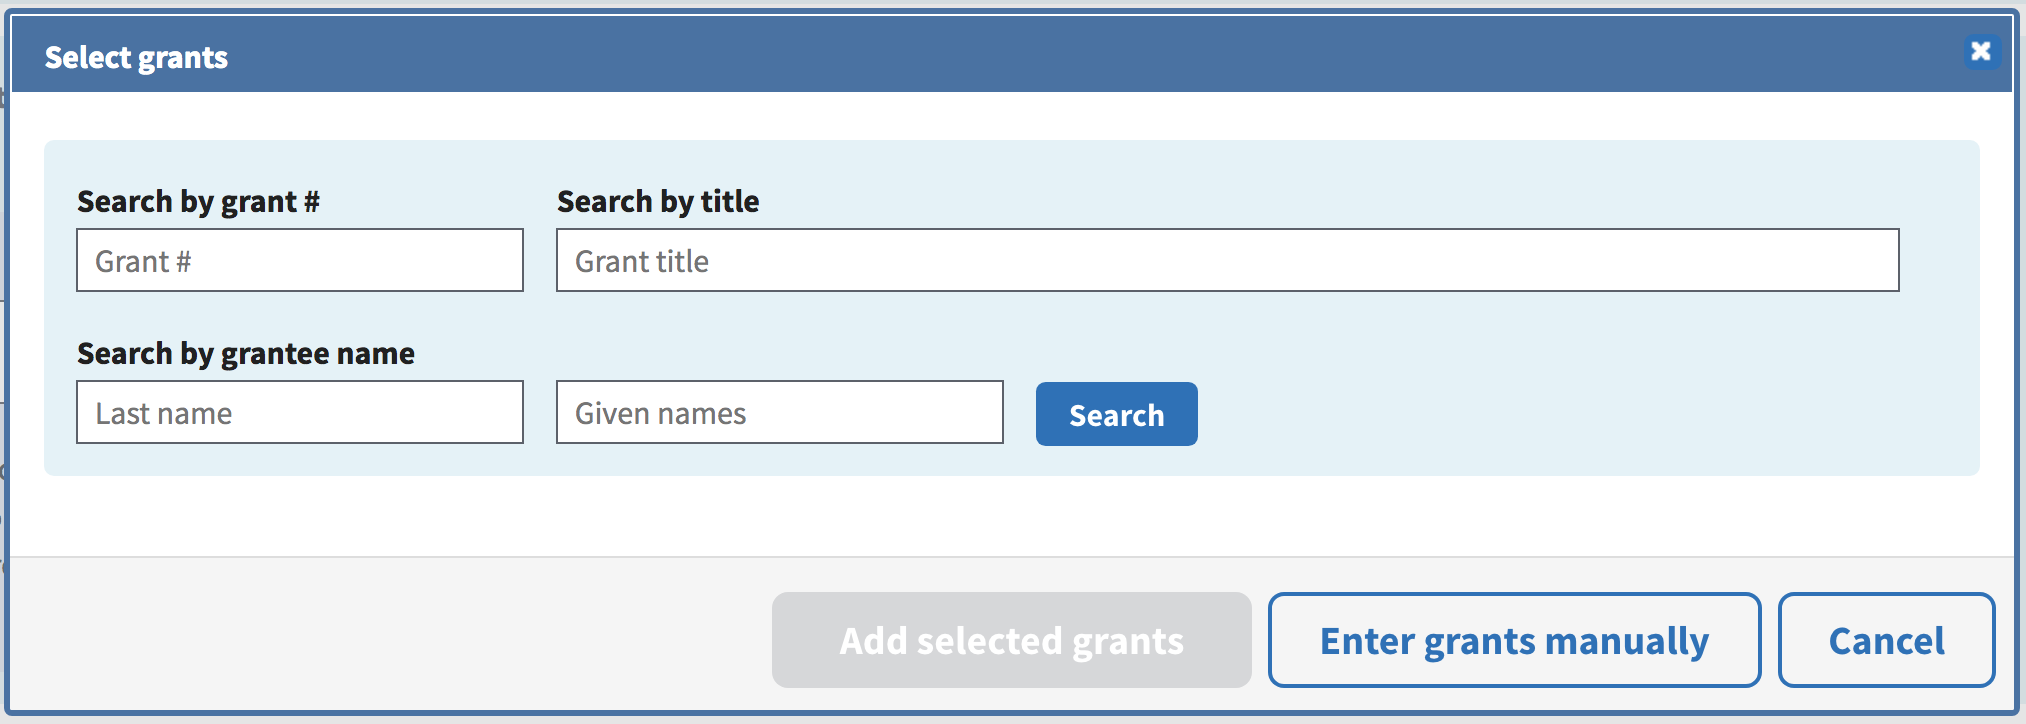 Select grants
Search by grant # Search by title
Grant # Grant title
Search by grantee name
Last name Given names Search
Add selected grants Enter grants manually Cancel